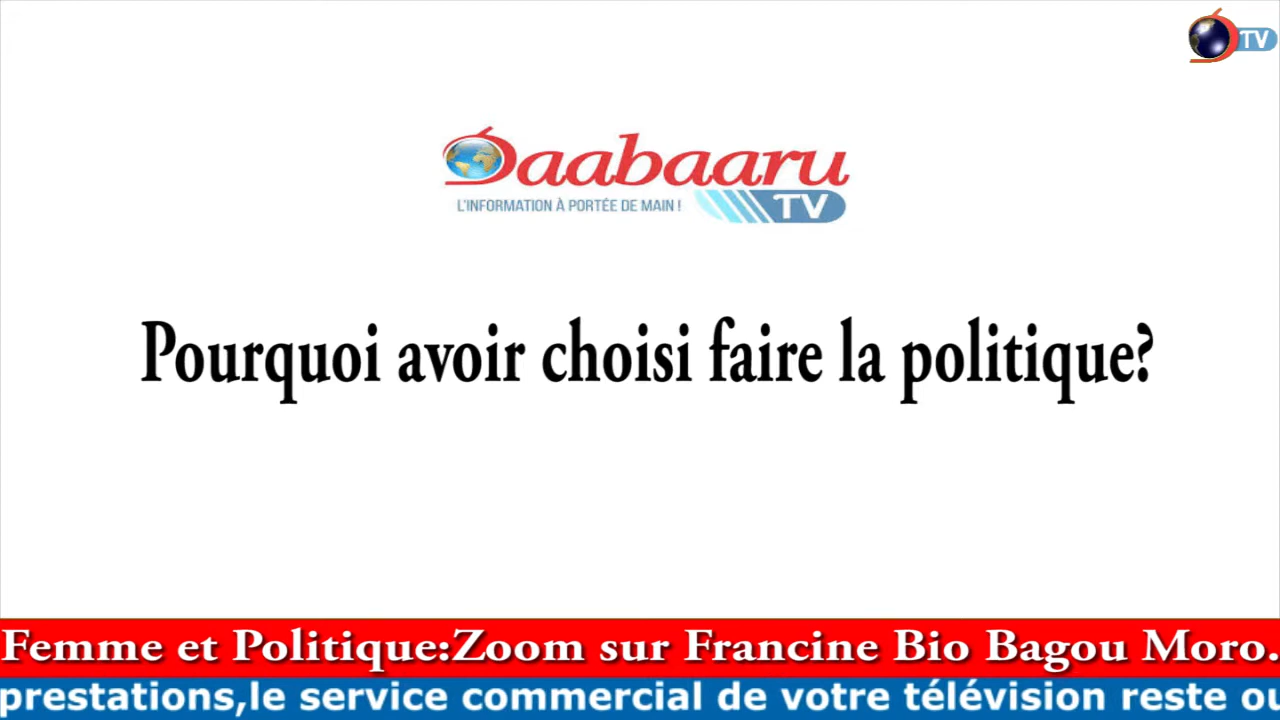 TV
Daabaaru
L'INFORMATION À PORTÉE DE MAIN !
TV
Pourquoi avoir choisi faire la politique?
Femme et Politique:Zoom sur Francine Bio Bagou Moro.
prestations,le service commercial de votre télévision reste ou